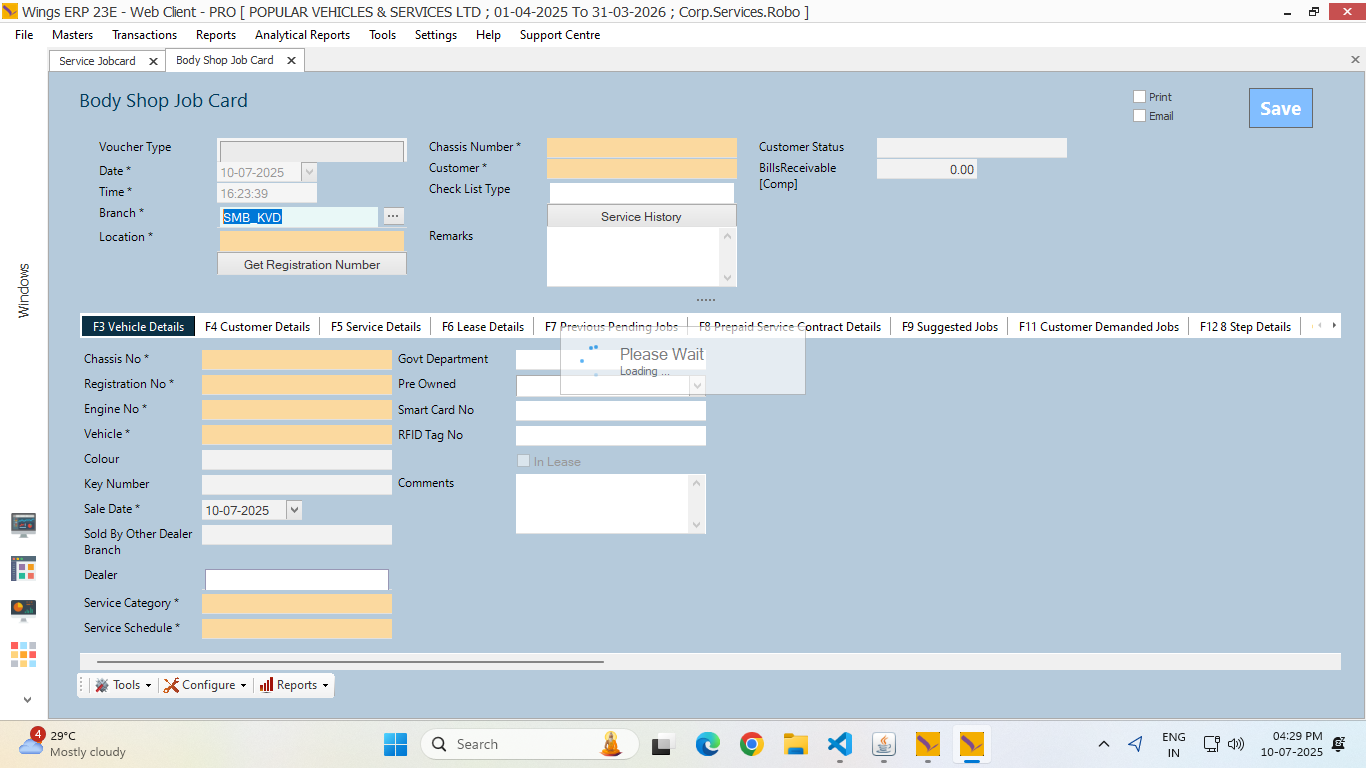 Wings ERP 23E - Web Client - PRO [ POPULAR VEHICLES & SERVICES LTD ; 01-04-2025 To 31-03-2026 ; Corp.Services.Robo ]
File Masters Transactions Reports Analytical Reports Tools Settings Help Support Centre
Service Jobcard Body Shop Job Card
Body Shop Job Card
Print
Email
Save
Voucher Type
Date *
10-07-2025
Time *
16:23:39
Branch *
SMB_KVD
...
Location *
Get Registration Number
Chassis Number *
Customer *
Check List Type
Service History
Remarks
Customer Status
BillsReceivable
[Comp]
0.00
Windows
F3 Vehicle Details F4 Customer Details F5 Service Details F6 Lease Details F7 Previous Pending Jobs F8 Prepaid Service Contract Details F9 Suggested Jobs F11 Customer Demanded Jobs F12 8 Step Details
Please Wait
Loading ...
Chassis No *
Registration No *
Engine No *
Vehicle *
Colour
Key Number
Sale Date *
10-07-2025
Sold By Other Dealer
Branch
Dealer
Service Category *
Service Schedule *
Govt Department
Pre Owned
Smart Card No
RFID Tag No
In Lease
Comments
Tools Configure Reports
4
29°C
Mostly cloudy
Search
ENG
IN
04:29 PM
10-07-2025